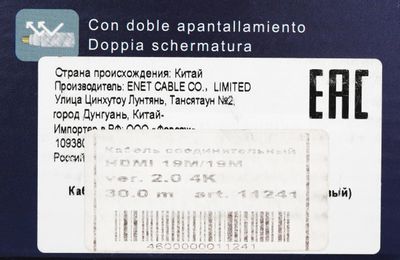 Con doble apantallamiento
Doppia schermatura
Страна происхождения: Китай
Производитель: ENET CABLE CO., LIMITED
Улица Цинхутоу Лунтянь, Тансятаун №2,
город Дунгуань, Китай-
Импортер в РФ: ООО
109380
Россий
EAC
Кабель соединительный
HDMI 19M/19M
ver. 2.0 4K
30.0 m art. 11241
4600000011241